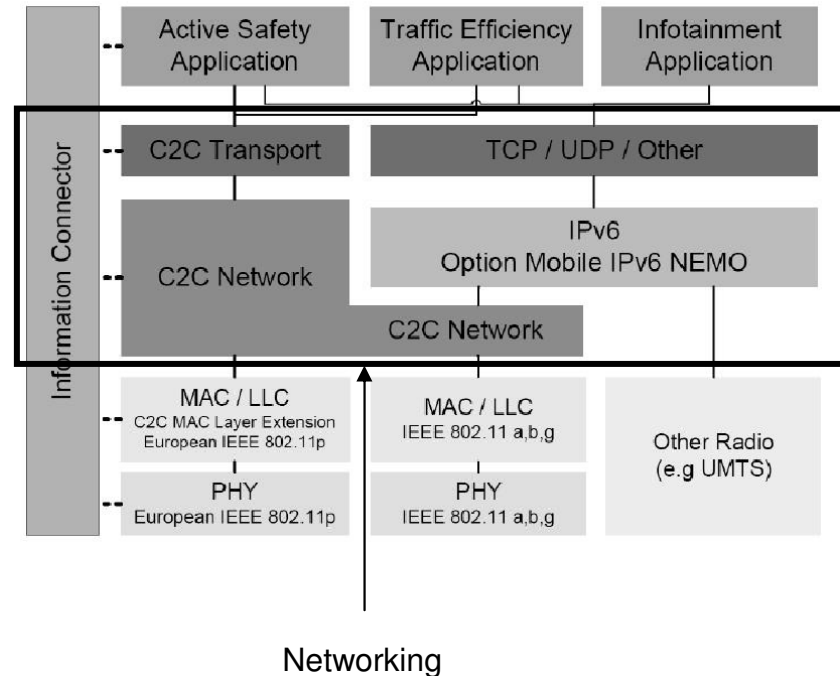 Active Safety
Application
Traffic Efficiency
Application
Infotainment
Application
Information Connector
C2C Transport
TCP / UDP / Other
C2C Network
IPv6
Option Mobile IPv6 NEMO
C2C Network
MAC / LLC
C2C MAC Layer Extension
European IEEE 802.11p
MAC / LLC
IEEE 802.11 a,b,g
Other Radio
(e.g UMTS)
PHY
European IEEE 802.11p
PHY
IEEE 802.11 a,b,g
Networking